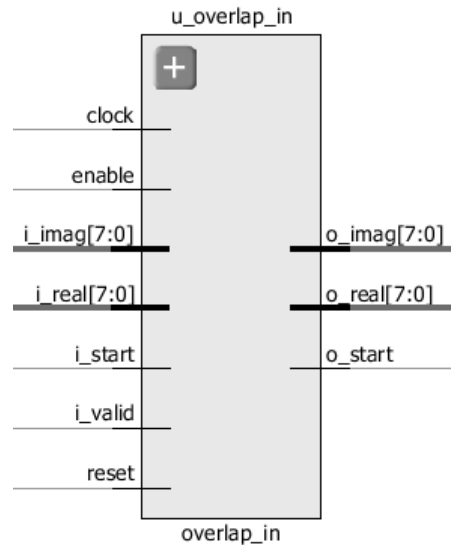 u_overlap_in
+
clock
enable
i_imag[7:0] o_imag[7:0]
i_real[7:0] o_real[7:0]
i_start o_start
i_valid
reset
overlap_in